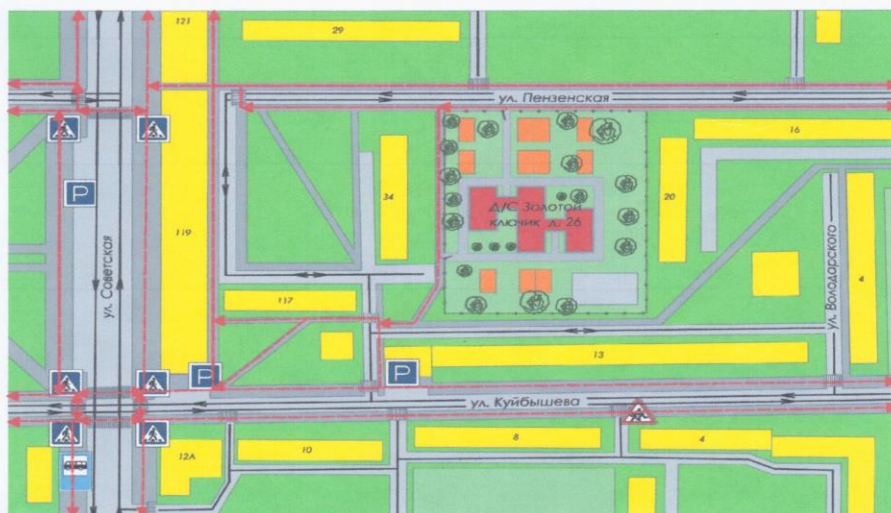 121
29
ул. Пензенская
16
34
Д/С Золотой
ключик д. 26
20
119
ул. Советская
ул. Володарского
4
117
13
P
P
P
ул. Куйбышева
12А
10
8
4